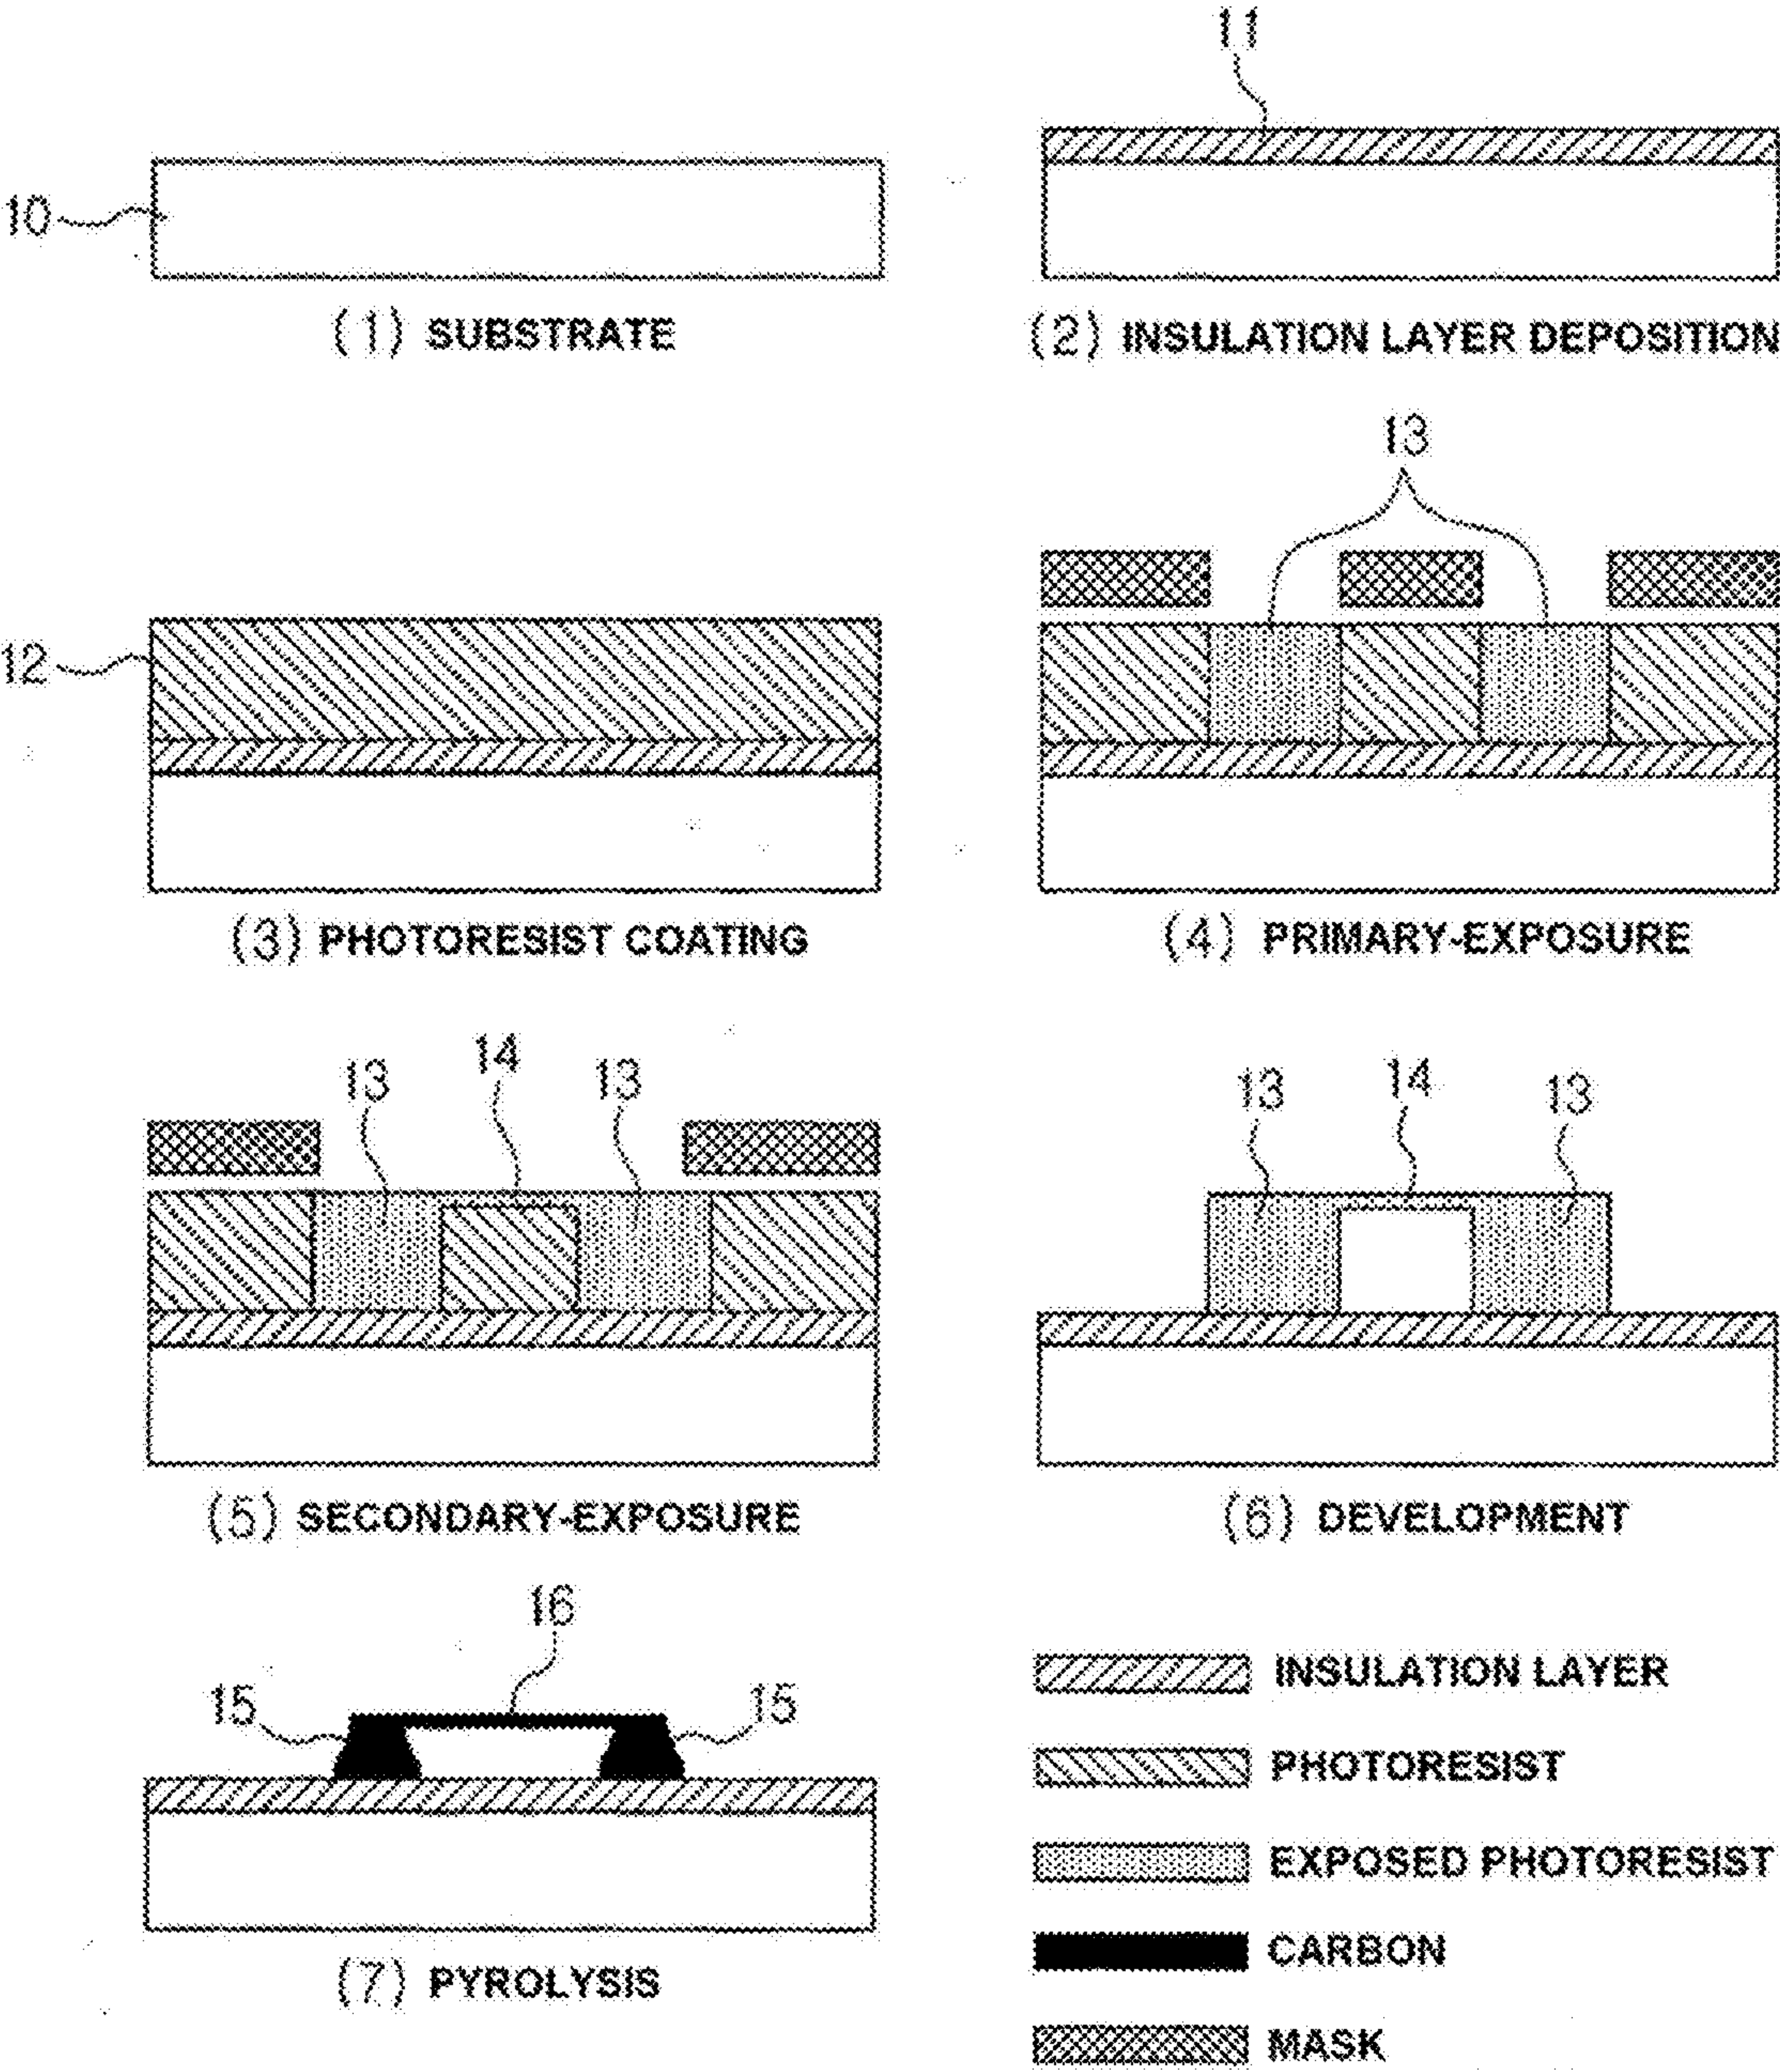 11
10
(1) SUBSTRATE
(2) INSULATION LAYER DEPOSITION
13
12
(3) PHOTORESIST COATING
(4) PRIMARY-EXPOSURE
13 14 13
13 14 13
(5) SECONDARY-EXPOSURE
(6) DEVELOPMENT
16
15 15
(7) PYROLYSIS
INSULATION LAYER
PHOTORESIST
EXPOSED PHOTORESIST
CARBON
MASK